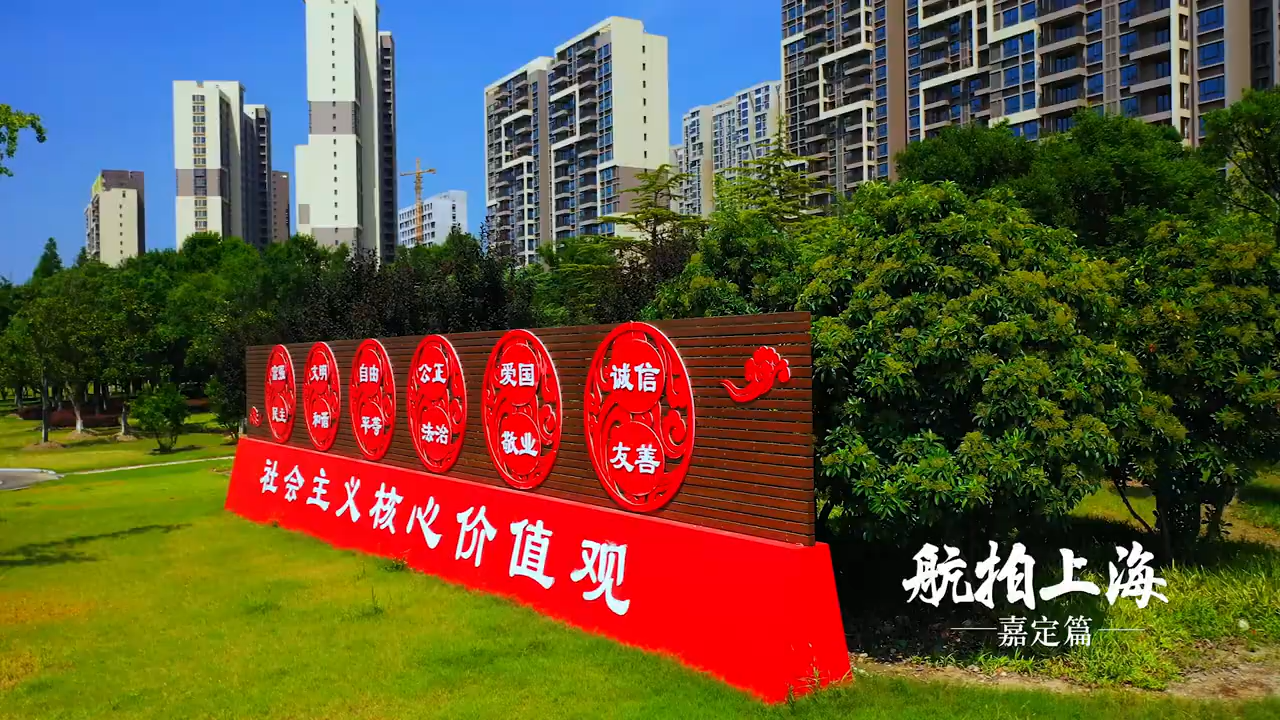 富强
民主
文明
和谐
自由
平等
公正
法治
爱国
敬业
诚信
友善
社会主义核心价值观
航拍上海
嘉定篇